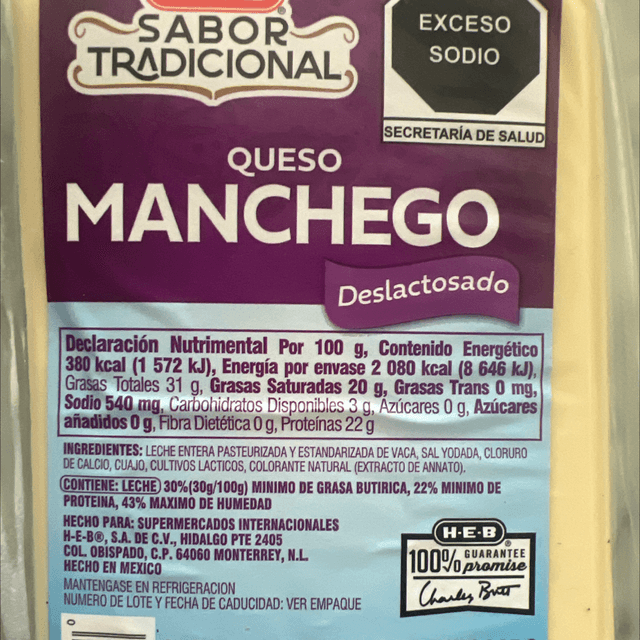 SABOR®
TRADICIONAL
EXCESO
SODIO
SECRETARÍA DE SALUD
QUESO
MANCHEGO
Deslactosado
Declaración Nutrimental Por 100 g, Contenido Energético
380 kcal (1 572 kJ), Energía por envase 2 080 kcal (8 646 kJ),
Grasas Totales 31 g, Grasas Saturadas 20 g, Grasas Trans 0 mg,
Sodio 540 mg, Carbohidratos Disponibles 3 g, Azúcares 0 g, Azúcares
añadidos 0 g, Fibra Dietética 0 g, Proteínas 22 g
INGREDIENTES: LECHE ENTERA PASTEURIZADA Y ESTANDARIZADA DE VACA, SAL YODADA, CLORURO
DE CALCIO, CUAJO, CULTIVOS LACTICOS, COLORANTE NATURAL (EXTRACTO DE ANNATO).
CONTIENE: LECHE 30%(30g/100g) MINIMO DE GRASA BUTIRICA, 22% MINIMO DE
PROTEINA, 43% MAXIMO DE HUMEDAD
HECHO PARA: SUPERMERCADOS INTERNACIONALES
H-E-B®, S.A. DE C.V., HIDALGO PTE 2405
COL. OBISPADO, C.P. 64060 MONTERREY, N.L.
HECHO EN MEXICO
MANTENGASE EN REFRIGERACION
NUMERO DE LOTE Y FECHA DE CADUCIDAD: VER EMPAQUE
H-E-B®
100% GUARANTEE
promise
Charley Butt
0